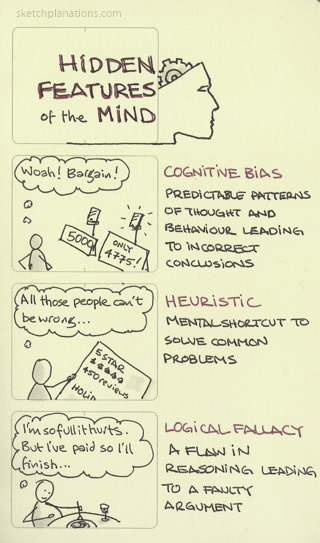 sketchplanations.com
HIDDEN
FEATURES
of the MIND
Woah! Bargain!
5000
ONLY
4775!
COGNITIVE BIAS
PREDICTABLE PATTERNS
OF THOUGHT AND
BEHAVIOUR LEADING
TO INCORRECT
CONCLUSIONS
All those people can't
be wrong...
5 STAR
450 reviews
HEURISTIC
MENTAL SHORTCUT TO
SOLVE COMMON
PROBLEMS
I'm so full it hurts.
But I've paid so I'll
finish...
LOGICAL FALLACY
A FLAW IN
REASONING LEADING
TO A FAULTY
ARGUMENT